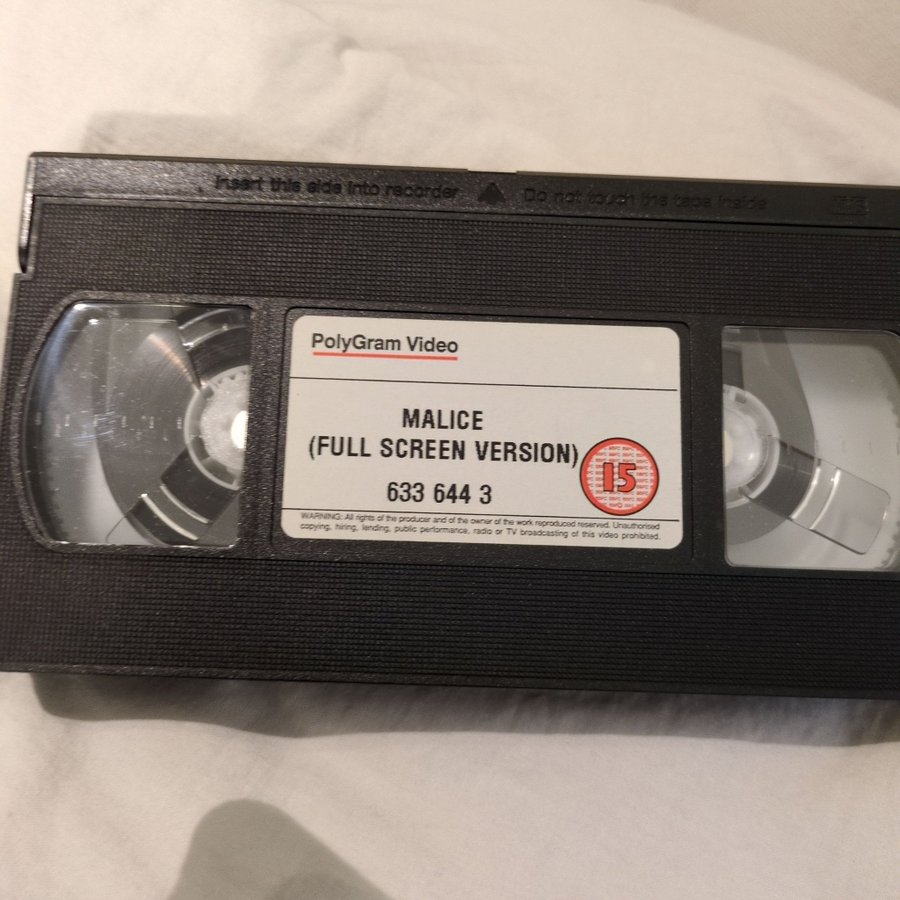 Insert this side into recorder ▲ Do not touch the tape inside
PolyGram Video
MALICE
(FULL SCREEN VERSION)
15
633 644 3
WARNING: All rights of the producer and of the owner of the work reproduced reserved. Unauthorised
copying, hiring, lending, public performance, radio or TV broadcasting of this video prohibited.